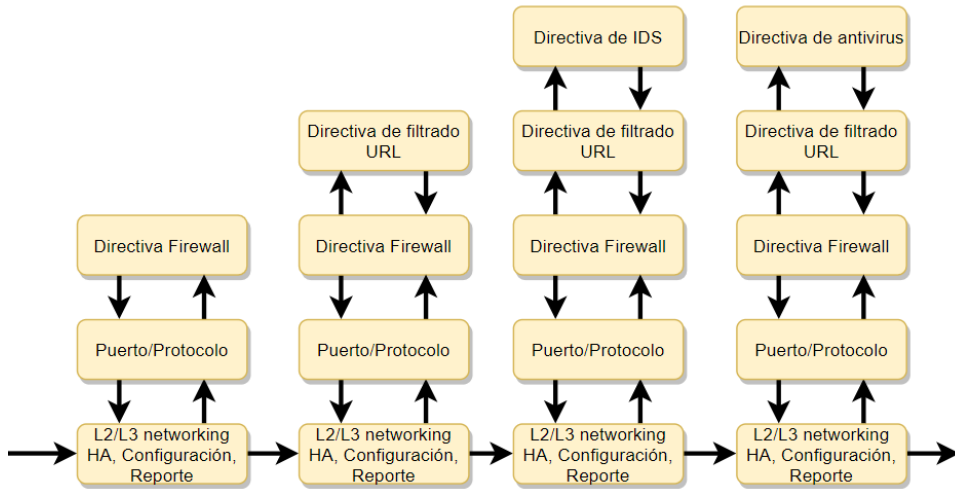 Directiva de IDS
Directiva de antivirus
Directiva de filtrado
URL
Directiva de filtrado
URL
Directiva de filtrado
URL
Directiva Firewall
Directiva Firewall
Directiva Firewall
Directiva Firewall
Puerto/Protocolo
Puerto/Protocolo
Puerto/Protocolo
Puerto/Protocolo
L2/L3 networking
HA, Configuración,
Reporte
L2/L3 networking
HA, Configuración,
Reporte
L2/L3 networking
HA, Configuración,
Reporte
L2/L3 networking
HA, Configuración,
Reporte